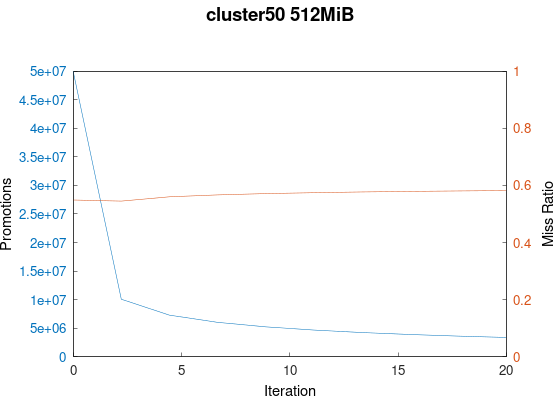 cluster50 512MiB
5e+07
4.5e+07
4e+07
3.5e+07
3e+07
2.5e+07
2e+07
1.5e+07
1e+07
5e+06
0
Promotions
1
0.8
0.6
0.4
0.2
0
Miss Ratio
0 5 10 15 20
Iteration